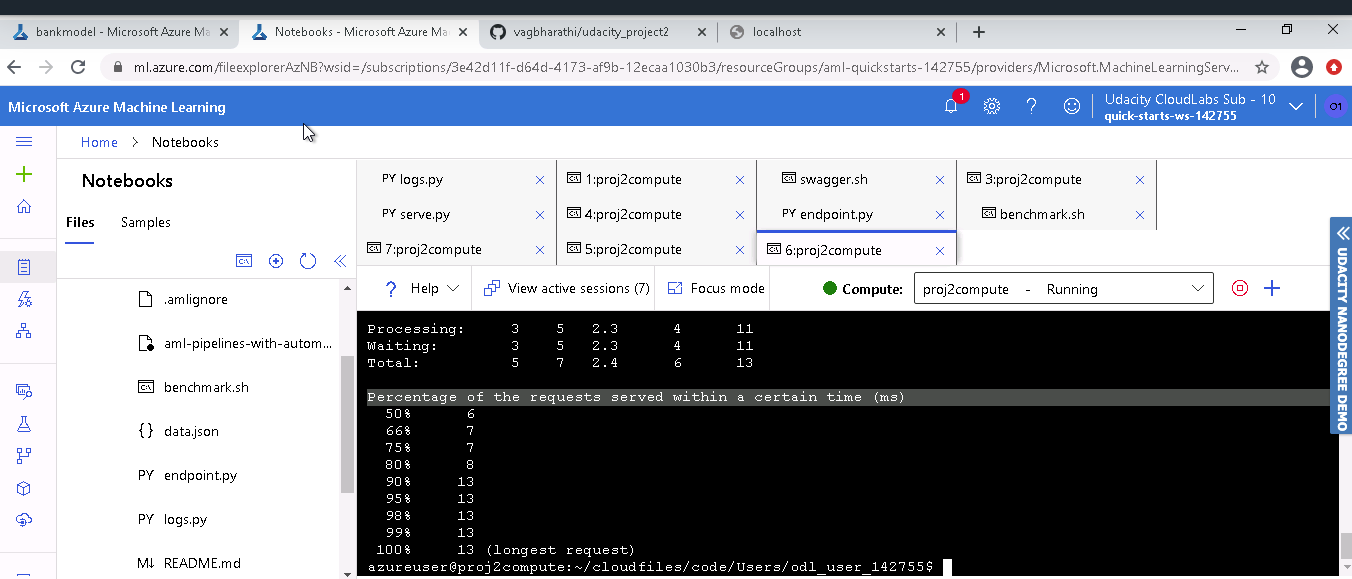 bankmodel - Microsoft Azure Ma
Notebooks - Microsoft Azure Ma
vagbharathi/udacity_project2
localhost
ml.azure.com/fileexplorerAzNB?wsid=/subscriptions/3e42d11f-d64d-4173-af9b-12ecaa1030b3/resourceGroups/aml-quickstarts-142755/providers/Microsoft.MachineLearningServ...
Microsoft Azure Machine Learning
1
Udacity CloudLabs Sub - 10
quick-starts-ws-142755
O1
Home > Notebooks
Notebooks
Files Samples
.amlignore
aml-pipelines-with-autom...
benchmark.sh
{ } data.json
PY endpoint.py
PY logs.py
M↓ README.md
PY logs.py
1:proj2compute
swagger.sh
3:proj2compute
PY serve.py
4:proj2compute
PY endpoint.py
benchmark.sh
7:proj2compute
5:proj2compute
6:proj2compute
? Help
View active sessions (7)
Focus mode
Compute:
proj2compute - Running
Processing: 3 5 2.3 4 11
Waiting: 3 5 2.3 4 11
Total: 5 7 2.4 6 13
Percentage of the requests served within a certain time (ms)
50% 6
66% 7
75% 7
80% 8
90% 13
95% 13
98% 13
99% 13
100% 13 (longest request)
azureuser@proj2compute:~/cloudfiles/code/Users/odl_user_142755$
UDACITY NANODEGREE DEMO